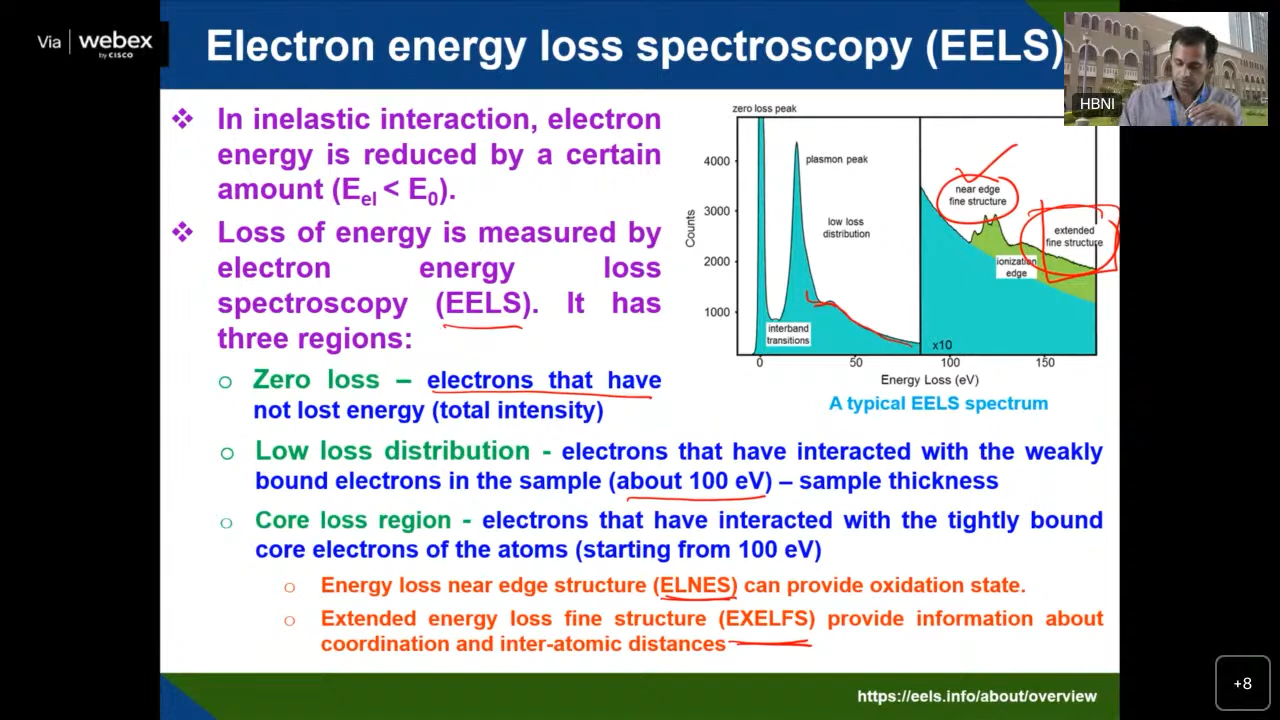 Via | webex
by CISCO
Electron energy loss spectroscopy (EELS)
HBNI
❖ In inelastic interaction, electron
energy is reduced by a certain
amount (Eel < E0).
❖ Loss of energy is measured by
electron energy loss
spectroscopy (EELS). It has
three regions:
o Zero loss – electrons that have
not lost energy (total intensity)
zero loss peak
4000
3000
2000
1000
Counts
plasmon peak
low loss
distribution
interband
transitions
near edge
fine structure
extended
fine structure
ionization
edge
x10
0
50
100
150
Energy Loss (eV)
A typical EELS spectrum
o Low loss distribution - electrons that have interacted with the weakly
bound electrons in the sample (about 100 eV) – sample thickness
o Core loss region - electrons that have interacted with the tightly bound
core electrons of the atoms (starting from 100 eV)
o Energy loss near edge structure (ELNES) can provide oxidation state.
o Extended energy loss fine structure (EXELFS) provide information about
coordination and inter-atomic distances
https://eels.info/about/overview
+8